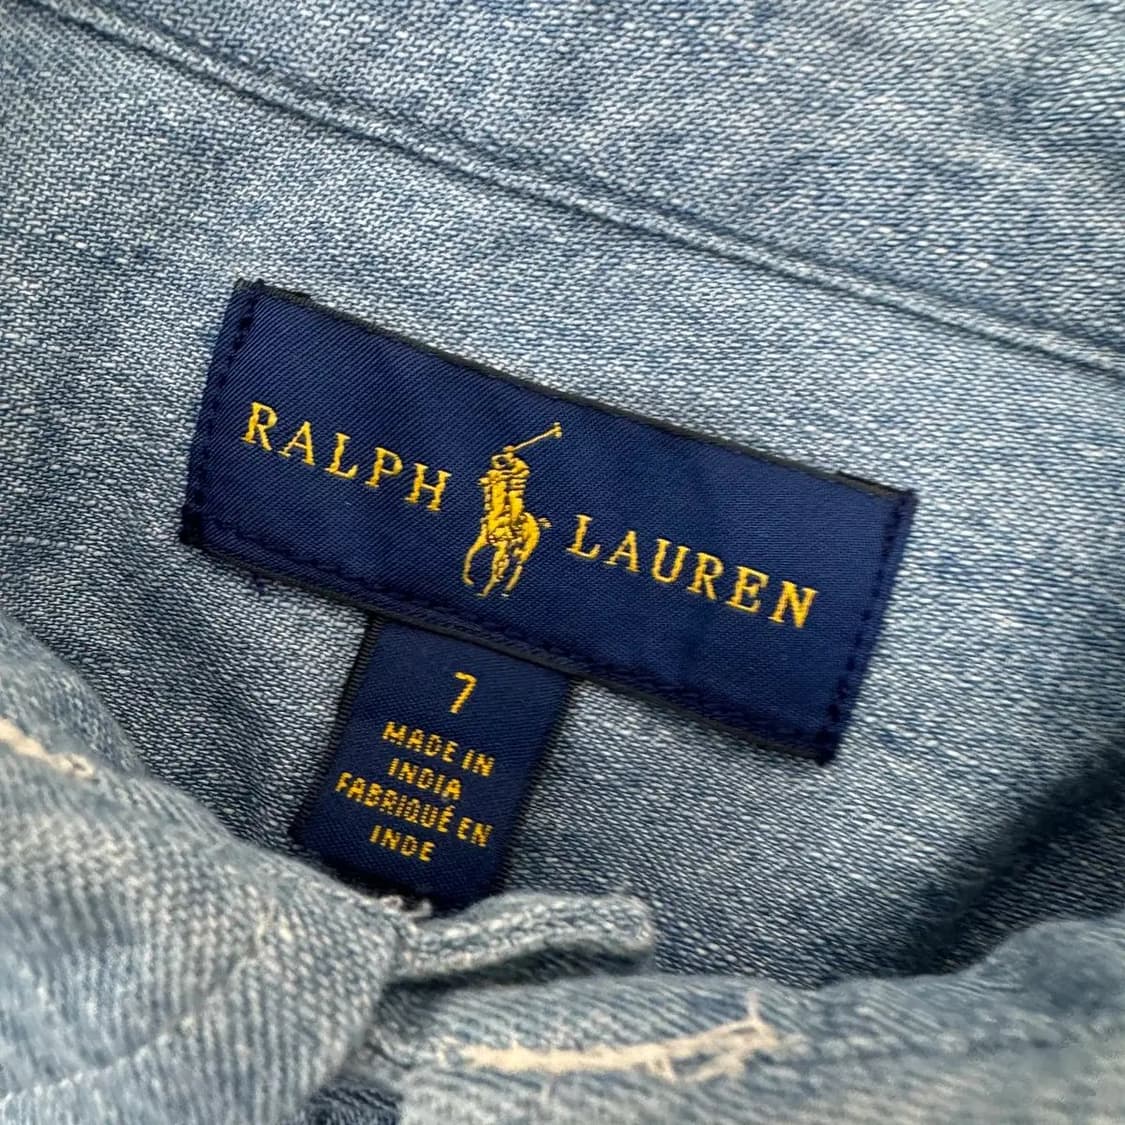 RALPH LAUREN
7
MADE IN
INDIA
FABRIQUÉ EN
INDE